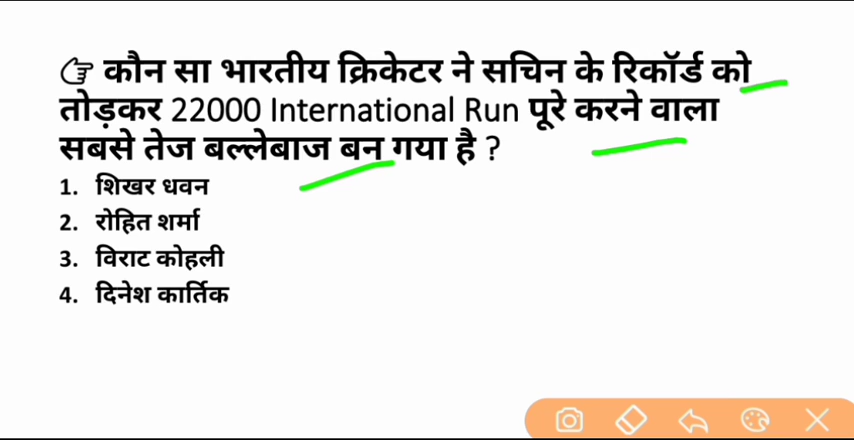 👉 कौन सा भारतीय क्रिकेटर ने सचिन के रिकॉर्ड को
तोड़कर 22000 International Run पूरे करने वाला
सबसे तेज बल्लेबाज बन गया है ?
1. शिखर धवन
2. रोहित शर्मा
3. विराट कोहली
4. दिनेश कार्तिक